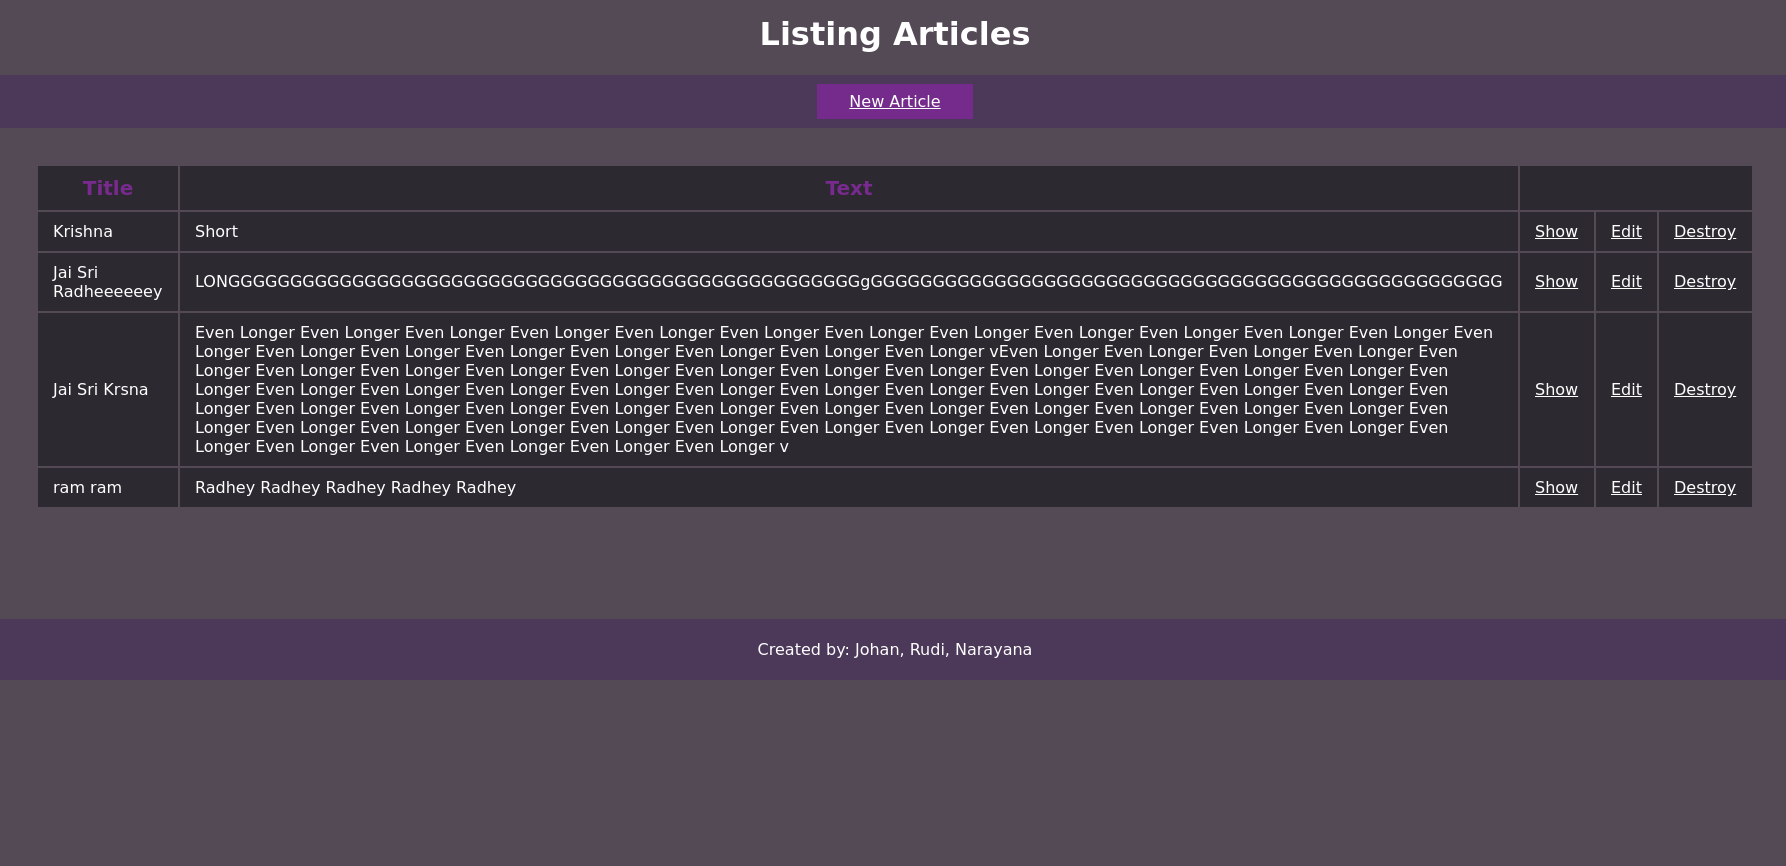 Listing Articles
New Article
Title Text
Krishna Short Show Edit Destroy
Jai Sri
Radheeeeeey
LONGGGGGGGGGGGGGGGGGGGGGGGGGGGGGGGGGGGGGGGGGGGGGGGGGGGgGGGGGGGGGGGGGGGGGGGGGGGGGGGGGGGGGGGGGGGGGGGGGGGGGGG Show Edit Destroy
Jai Sri Krsna
Even Longer Even Longer Even Longer Even Longer Even Longer Even Longer Even Longer Even Longer Even Longer Even Longer Even Longer Even Longer Even
Longer Even Longer Even Longer Even Longer Even Longer Even Longer Even Longer Even Longer vEven Longer Even Longer Even Longer Even Longer Even
Longer Even Longer Even Longer Even Longer Even Longer Even Longer Even Longer Even Longer Even Longer Even Longer Even Longer Even Longer Even
Longer Even Longer Even Longer Even Longer Even Longer Even Longer Even Longer Even Longer Even Longer Even Longer Even Longer Even Longer Even
Longer Even Longer Even Longer Even Longer Even Longer Even Longer Even Longer Even Longer Even Longer Even Longer Even Longer Even Longer Even
Longer Even Longer Even Longer Even Longer Even Longer Even Longer Even Longer Even Longer Even Longer Even Longer Even Longer Even Longer Even
Longer Even Longer Even Longer Even Longer Even Longer Even Longer v
Show Edit Destroy
ram ram Radhey Radhey Radhey Radhey Radhey Show Edit Destroy
Created by: Johan, Rudi, Narayana